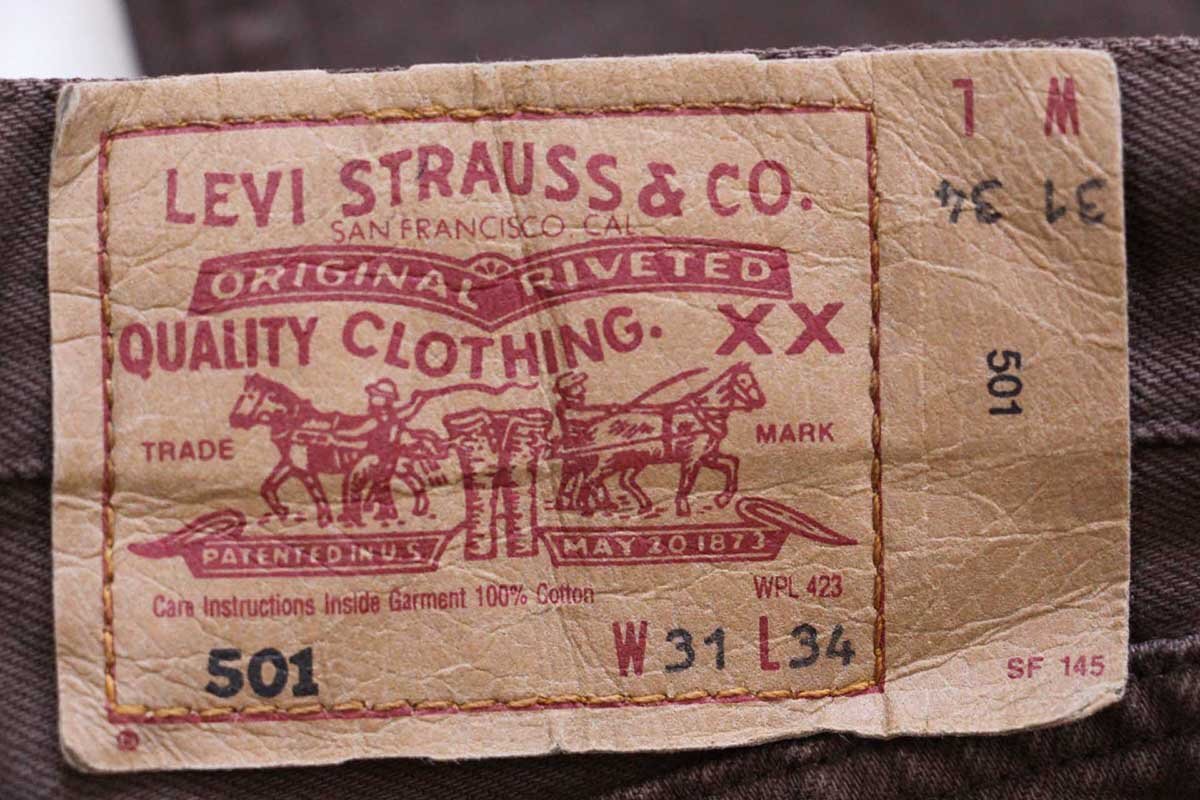 LEVI STRAUSS & CO.
SAN FRANCISCO, CAL
ORIGINAL RIVETED
QUALITY CLOTHING. XX
TRADE MARK
PATENTED IN U.S. MAY 20 1873
Care Instructions Inside Garment 100% Cotton WPL 423
501 W 31 L 34
®
W L
31 34
501
SF 145